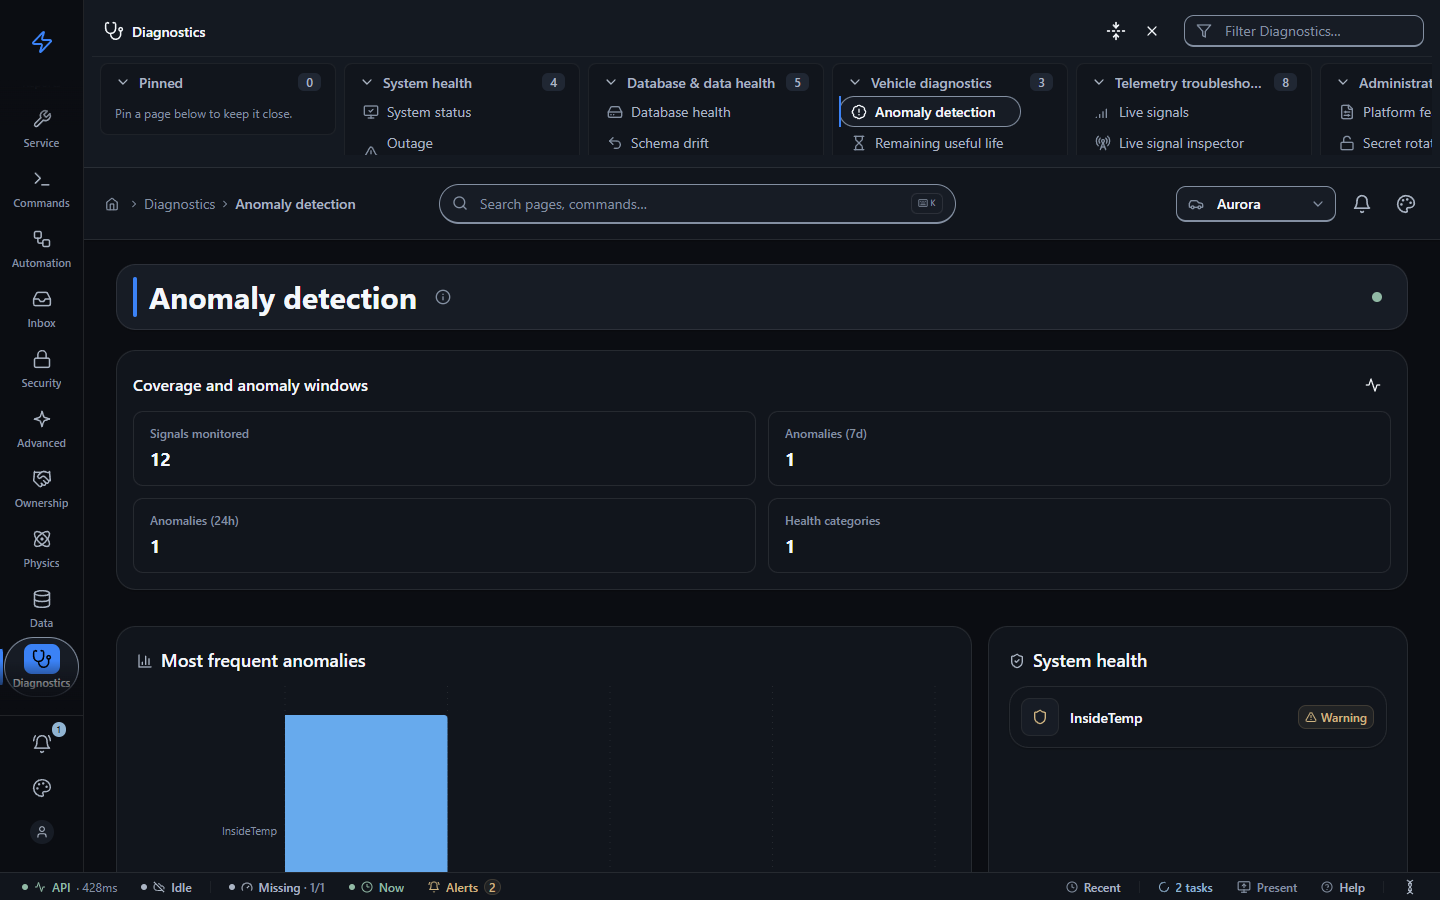 Diagnostics
Filter Diagnostics...
Pinned 0
Pin a page below to keep it close.
System health 4
System status
Outage
Database & data health 5
Database health
Schema drift
Vehicle diagnostics 3
Anomaly detection
Remaining useful life
Telemetry troublesho... 8
Live signals
Live signal inspector
Administrat
Platform fe
Secret rotat
Diagnostics Anomaly detection
Search pages, commands...
K
Aurora
Service
Commands
Automation
Inbox
Security
Advanced
Ownership
Physics
Data
Diagnostics
1
Anomaly detection
Coverage and anomaly windows
Signals monitored
12
Anomalies (7d)
1
Anomalies (24h)
1
Health categories
1
Most frequent anomalies
InsideTemp
System health
InsideTemp
Warning
API · 428ms
Idle
Missing · 1/1
Now
Alerts 2
Recent
2 tasks
Present
Help